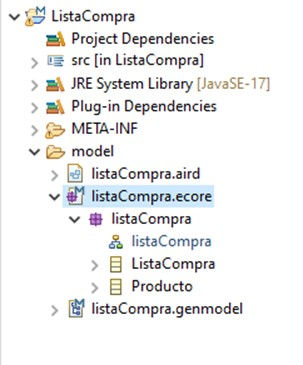 ListaCompra
Project Dependencies
src [in ListaCompra]
JRE System Library [JavaSE-17]
Plug-in Dependencies
META-INF
model
listaCompra.aird
listaCompra.ecore
listaCompra
listaCompra
ListaCompra
Producto
listaCompra.genmodel